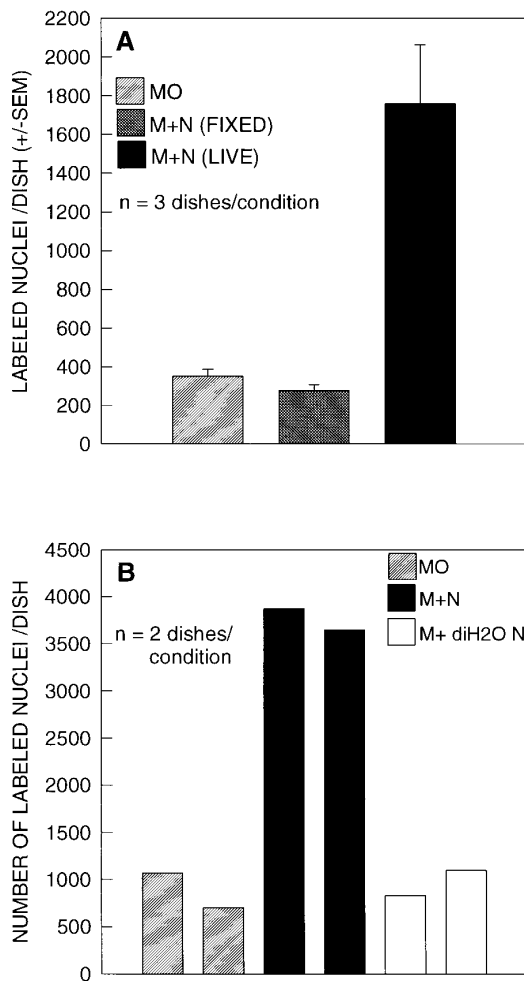 A
MO
M+N (FIXED)
M+N (LIVE)
n = 3 dishes/condition
LABELED NUCLEI /DISH (+/-SEM)
2200
2000
1800
1600
1400
1200
1000
800
600
400
200
0
B
MO
M+N
M+ diH2O N
n = 2 dishes/
condition
NUMBER OF LABELED NUCLEI /DISH
4500
4000
3500
3000
2500
2000
1500
1000
500
0